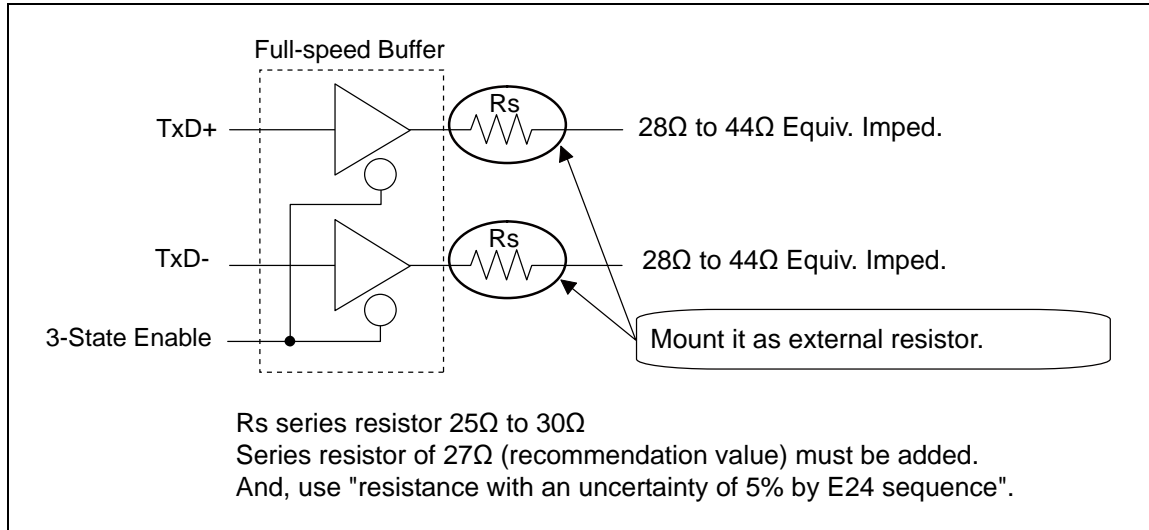 Full-speed Buffer
TxD+
Rs
28Ω to 44Ω Equiv. Imped.
TxD-
Rs
28Ω to 44Ω Equiv. Imped.
3-State Enable
Mount it as external resistor.
Rs series resistor 25Ω to 30Ω
Series resistor of 27Ω (recommendation value) must be added.
And, use "resistance with an uncertainty of 5% by E24 sequence".